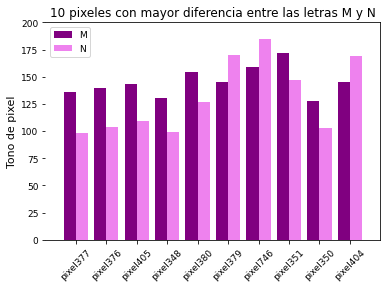 10 pixeles con mayor diferencia entre las letras M y N
M
N
Tono de pixel
200
175
150
125
100
75
50
25
0
pixel377
pixel376
pixel405
pixel348
pixel380
pixel379
pixel746
pixel351
pixel350
pixel404